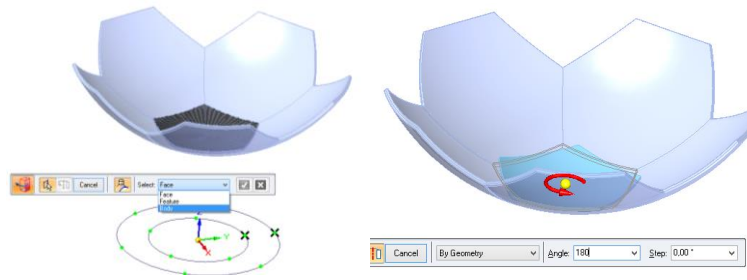 Cancel
Select: Face
Face
Feature
Body
Z
Y
X
Cancel
By Geometry
Angle: 180
Step: 0,00 °